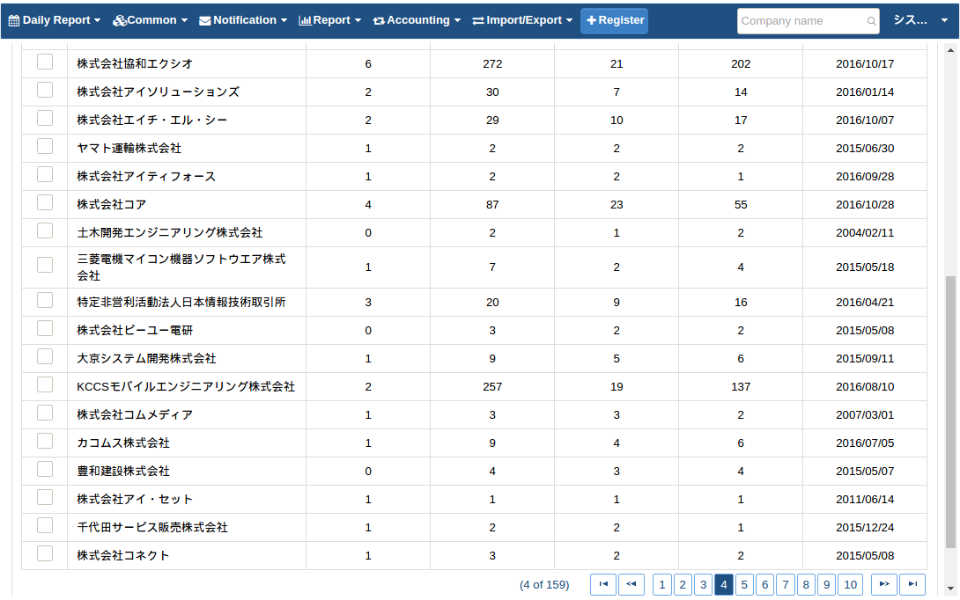 Daily Report Common Notification Report Accounting Import/Export Register Company name シス...
株式会社協和エクシオ 6 272 21 202 2016/10/17
株式会社アイソリューションズ 2 30 7 14 2016/01/14
株式会社エイチ・エル・シー 2 29 10 17 2016/10/07
ヤマト運輸株式会社 1 2 2 2 2015/06/30
株式会社アイティフォース 1 2 2 1 2016/09/28
株式会社コア 4 87 23 55 2016/10/28
土木開発エンジニアリング株式会社 0 2 1 2 2004/02/11
三菱電機マイコン機器ソフトウエア株式
会社 1 7 2 4 2015/05/18
特定非営利活動法人日本情報技術取引所 3 20 9 16 2016/04/21
株式会社ビーユー電研 0 3 2 2 2015/05/08
大京システム開発株式会社 1 9 5 6 2015/09/11
KCCSモバイルエンジニアリング株式会社 2 257 19 137 2016/08/10
株式会社コムメディア 1 3 3 2 2007/03/01
カコムス株式会社 1 9 4 6 2016/07/05
豊和建設株式会社 0 4 3 4 2015/05/07
株式会社アイ・セット 1 1 1 1 2011/06/14
千代田サービス販売株式会社 1 2 2 1 2015/12/24
株式会社コネクト 1 3 2 2 2015/05/08
(4 of 159) 1 2 3 4 5 6 7 8 9 10